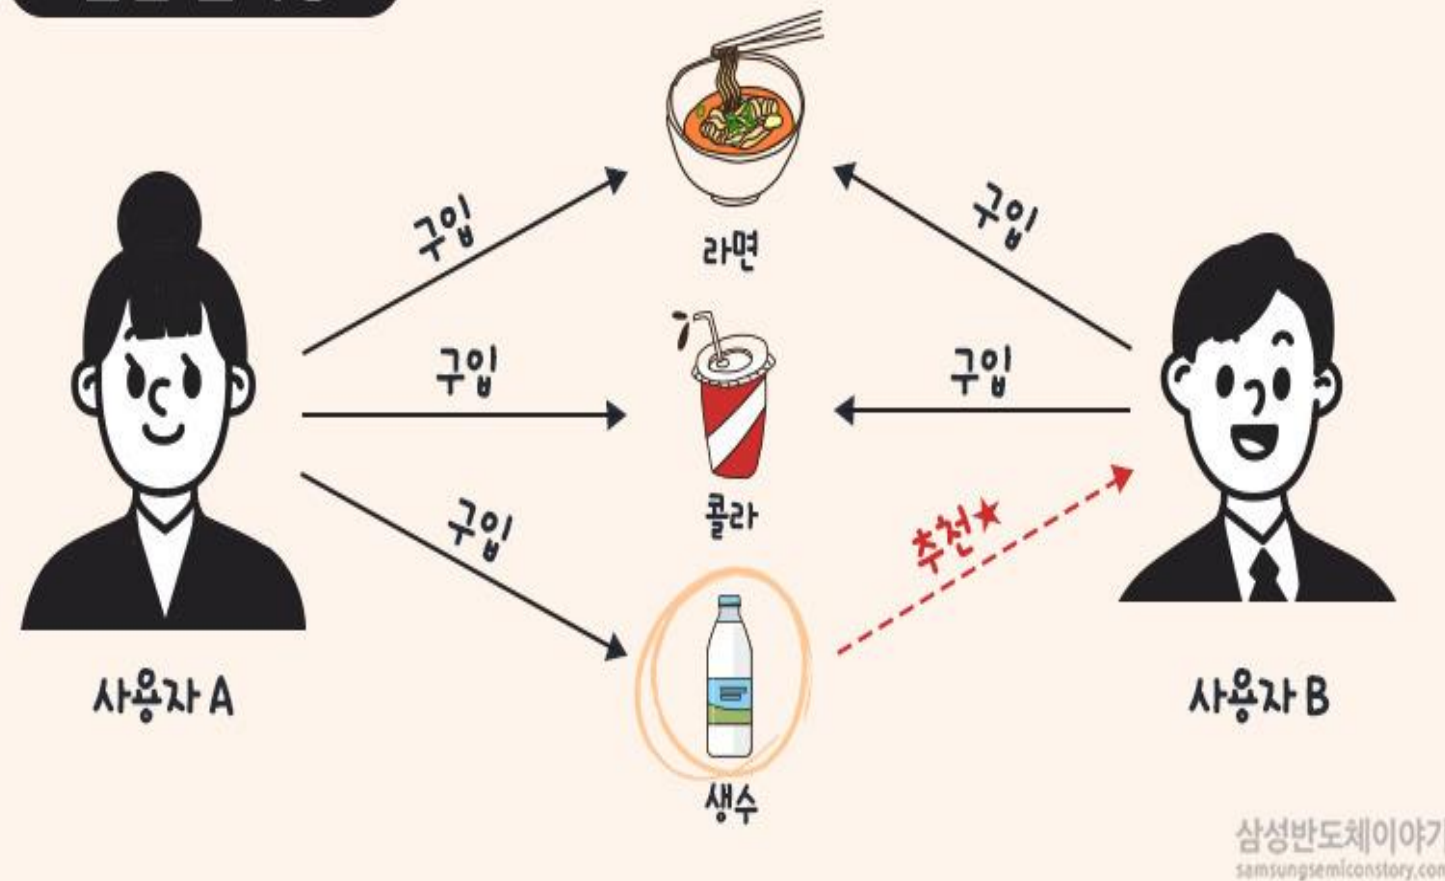 구입
구입
라면
구입
구입
콜라
구입
추천★
사용자 A
사용자 B
생수
삼성반도체이야기
samsungsemiconstory.com